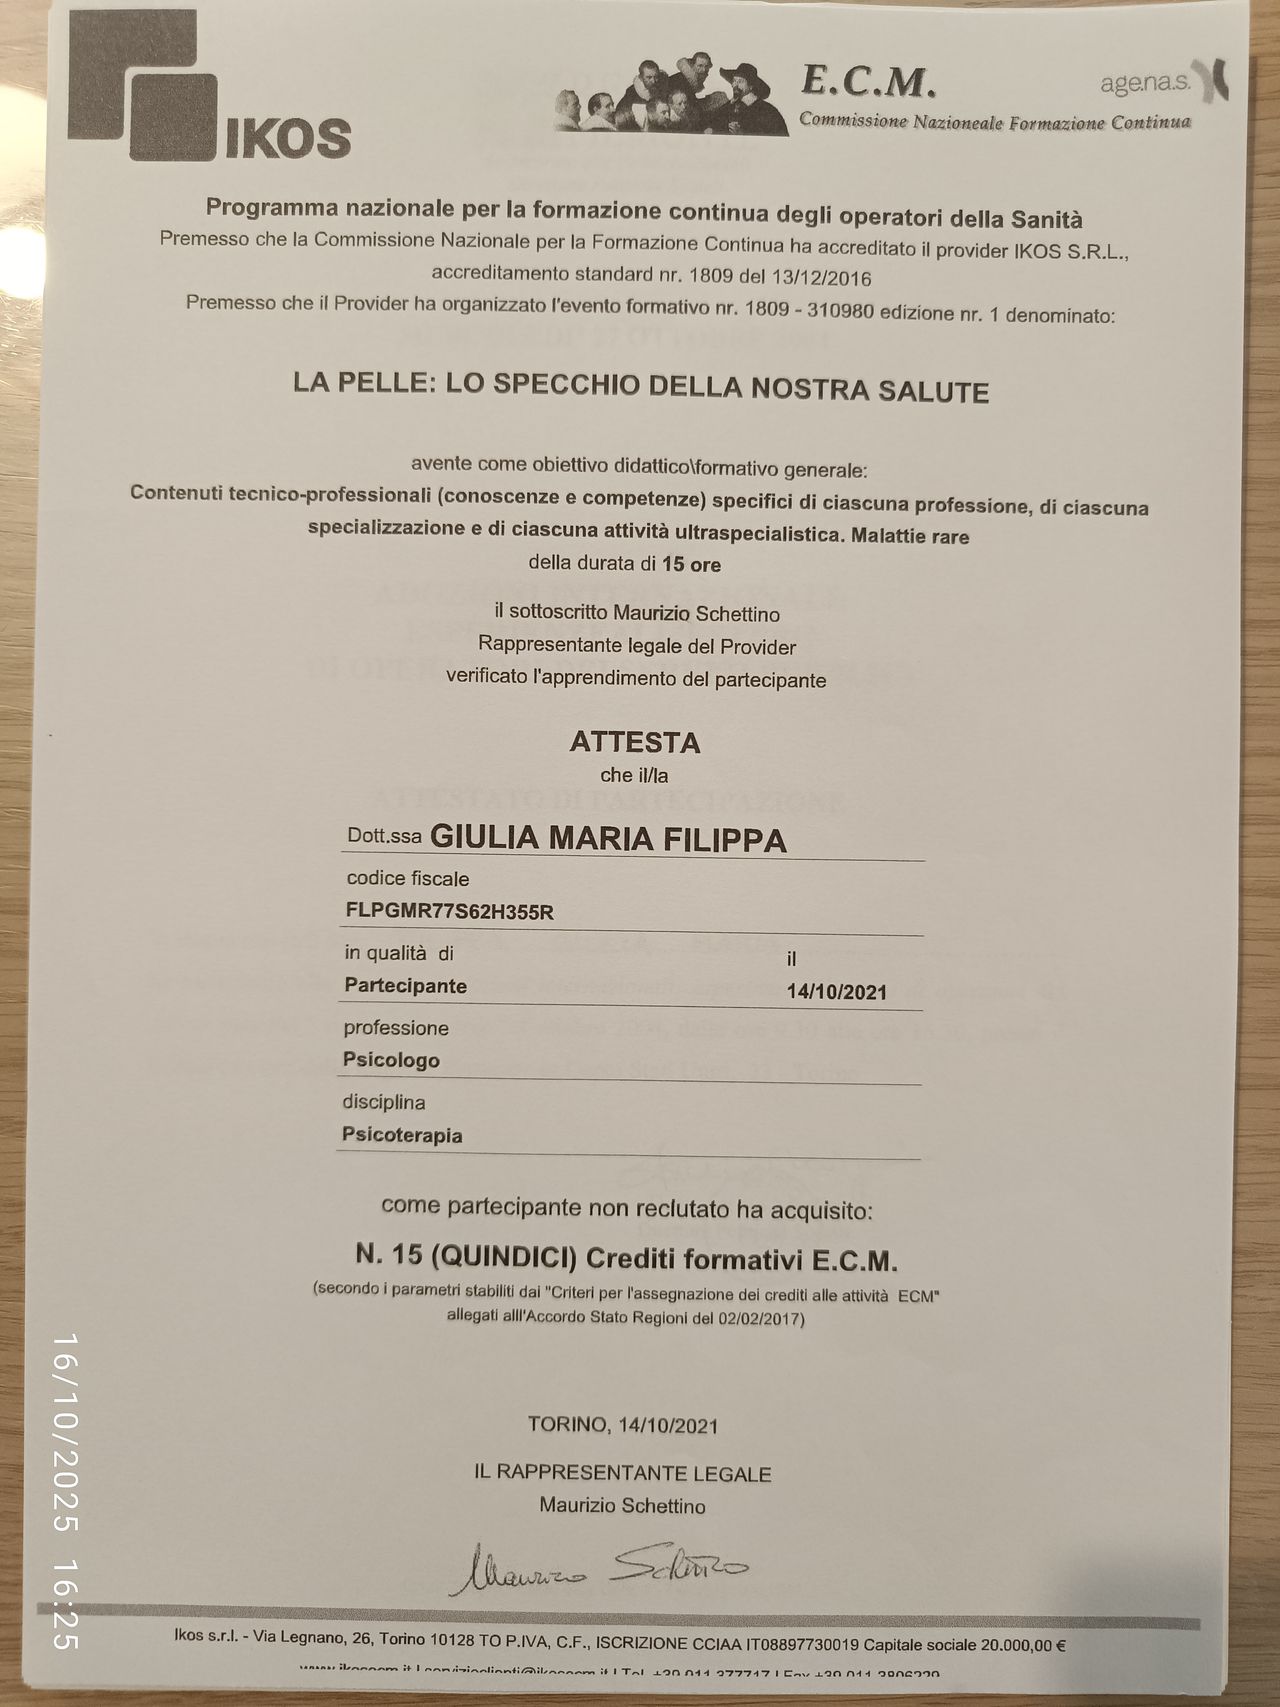 IKOS
E.C.M.
Commissione Nazioneale Formazione Continua
age.na.s.
Programma nazionale per la formazione continua degli operatori della Sanità
Premesso che la Commissione Nazionale per la Formazione Continua ha accreditato il provider IKOS S.R.L.,
accreditamento standard nr. 1809 del 13/12/2016
Premesso che il Provider ha organizzato l'evento formativo nr. 1809 - 310980 edizione nr. 1 denominato:
LA PELLE: LO SPECCHIO DELLA NOSTRA SALUTE
avente come obiettivo didattico\formativo generale:
Contenuti tecnico-professionali (conoscenze e competenze) specifici di ciascuna professione, di ciascuna
specializzazione e di ciascuna attività ultraspecialistica. Malattie rare
della durata di 15 ore
il sottoscritto Maurizio Schettino
Rappresentante legale del Provider
verificato l'apprendimento del partecipante
ATTESTA
che il/la
Dott.ssa GIULIA MARIA FILIPPA
codice fiscale
FLPGMR77S62H355R
in qualità di il
Partecipante 14/10/2021
professione
Psicologo
disciplina
Psicoterapia
come partecipante non reclutato ha acquisito:
N. 15 (QUINDICI) Crediti formativi E.C.M.
(secondo i parametri stabiliti dai "Criteri per l'assegnazione dei crediti alle attività ECM"
allegati alll'Accordo Stato Regioni del 02/02/2017)
TORINO, 14/10/2021
IL RAPPRESENTANTE LEGALE
Maurizio Schettino
Maurizio Schettino
Ikos s.r.l. - Via Legnano, 26, Torino 10128 TO P.IVA, C.F., ISCRIZIONE CCIAA IT08897730019 Capitale sociale 20.000,00 €
16/10/2025 16:25